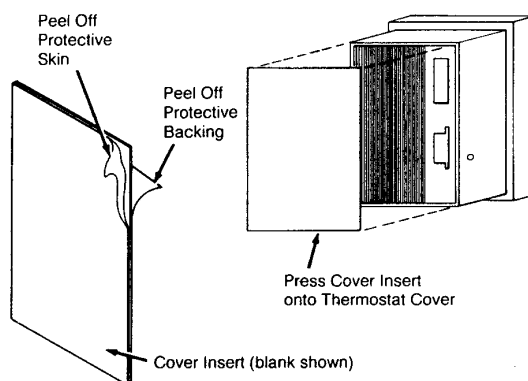 Peel Off
Protective
Skin
Peel Off
Protective
Backing
Press Cover Insert
onto Thermostat Cover
Cover Insert (blank shown)